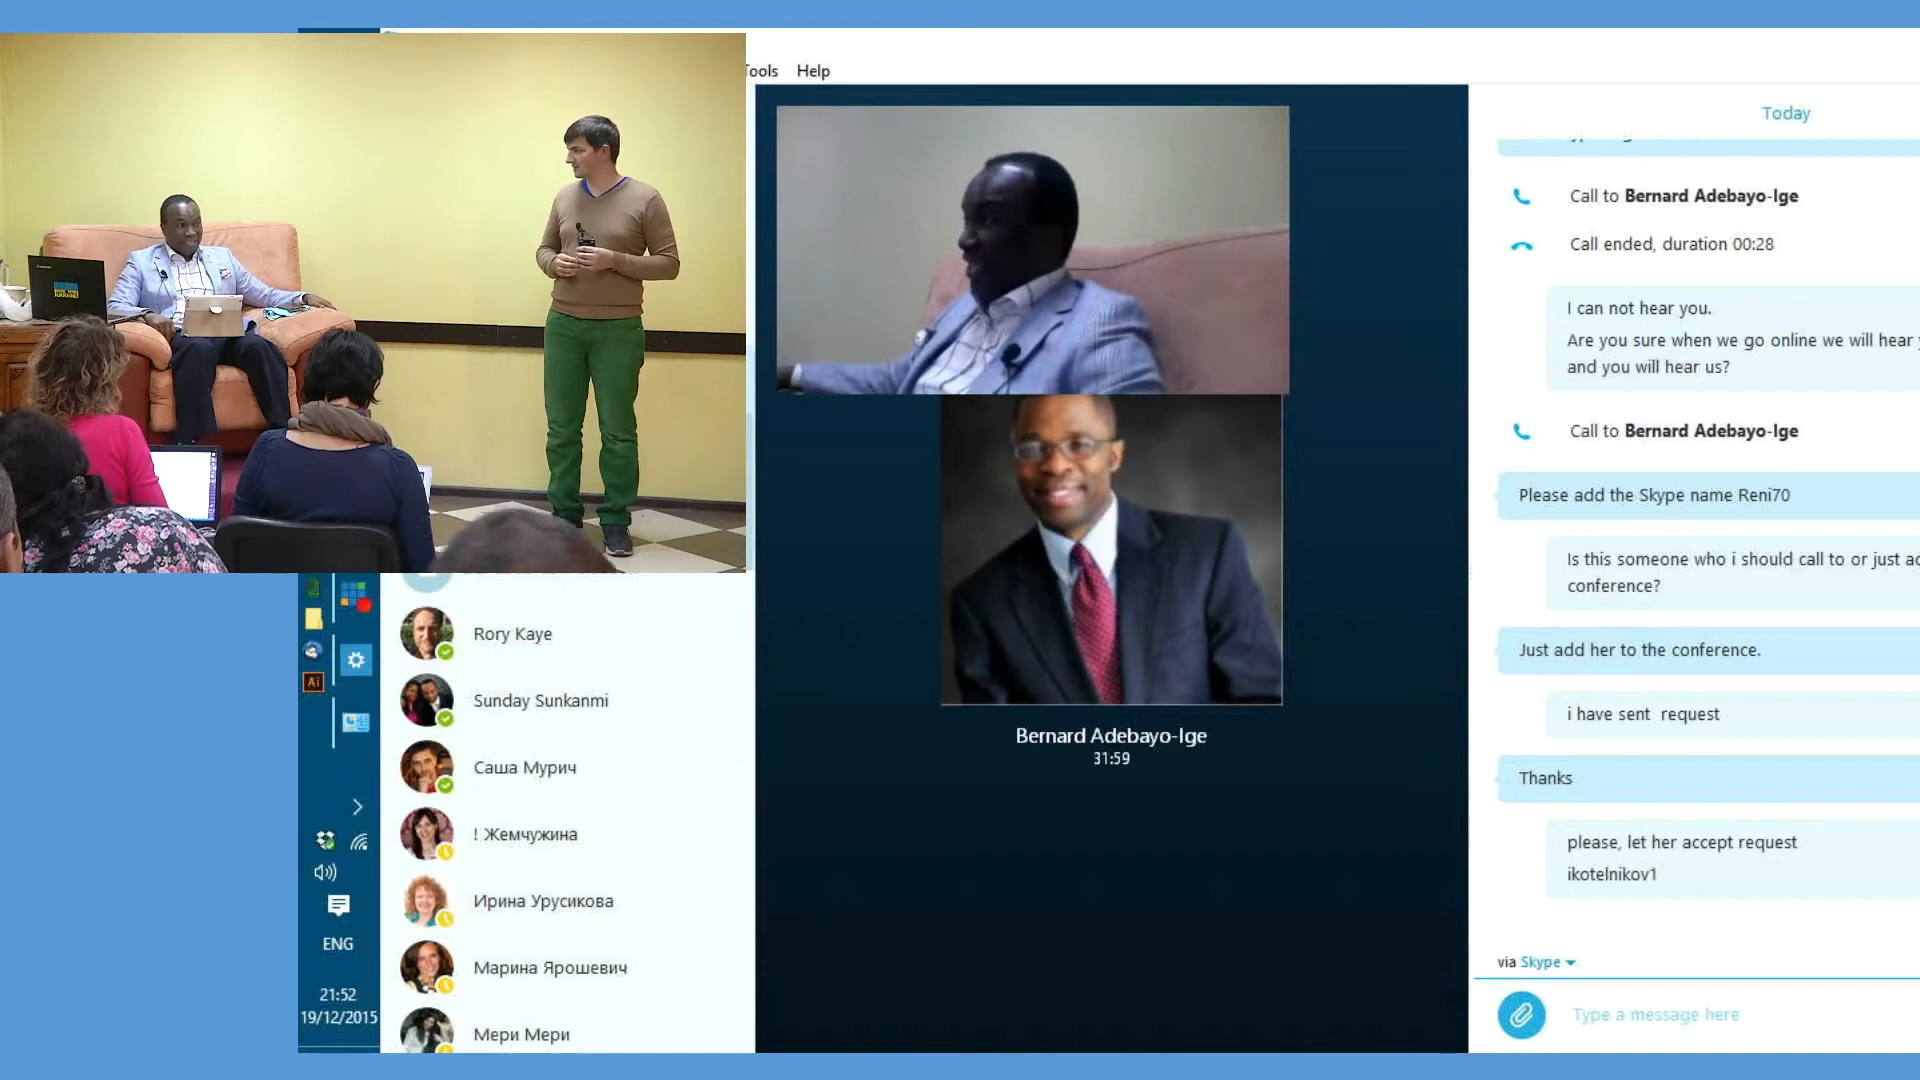 Tools Help
Rory Kaye
Sunday Sunkanmi
Саша Мурич
! Жемчужина
Ирина Урусикова
Марина Ярошевич
Мери Мери
Ai
ENG
21:52
19/12/2015
Bernard Adebayo-Ige
31:59
Today
Call to Bernard Adebayo-Ige
Call ended, duration 00:28
I can not hear you.
Are you sure when we go online we will hear
and you will hear us?
Call to Bernard Adebayo-Ige
Please add the Skype name Reni70
Is this someone who i should call to or just
conference?
Just add her to the conference.
i have sent request
Thanks
please, let her accept request
ikotelnikov1
via Skype
Type a message here